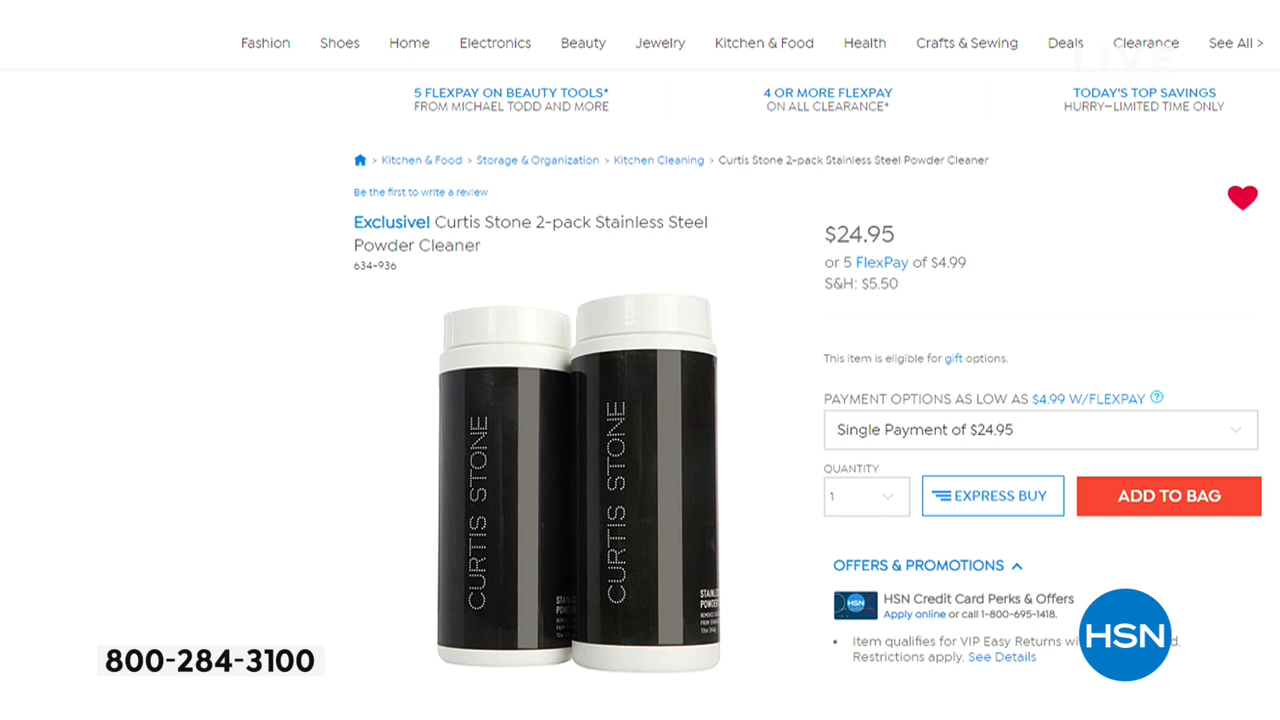 Fashion Shoes Home Electronics Beauty Jewelry Kitchen & Food Health Crafts & Sewing Deals Clearance See All >
LIVE
5 FLEXPAY ON BEAUTY TOOLS*
FROM MICHAEL TODD AND MORE
4 OR MORE FLEXPAY
ON ALL CLEARANCE*
TODAY'S TOP SAVINGS
HURRY—LIMITED TIME ONLY
> Kitchen & Food > Storage & Organization > Kitchen Cleaning > Curtis Stone 2-pack Stainless Steel Powder Cleaner
Be the first to write a review
Exclusive! Curtis Stone 2-pack Stainless Steel
Powder Cleaner
634-936
$24.95
or 5 FlexPay of $4.99
S&H: $5.50
This item is eligible for gift options.
PAYMENT OPTIONS AS LOW AS $4.99 W/FLEXPAY ?
Single Payment of $24.95
QUANTITY
1
EXPRESS BUY
ADD TO BAG
OFFERS & PROMOTIONS
HSN
HSN Credit Card Perks & Offers
Apply online or call 1-800-695-1418.
• Item qualifies for VIP Easy Returns
Restrictions apply. See Details
CURTIS STONE
CURTIS STONE
800-284-3100
HSN